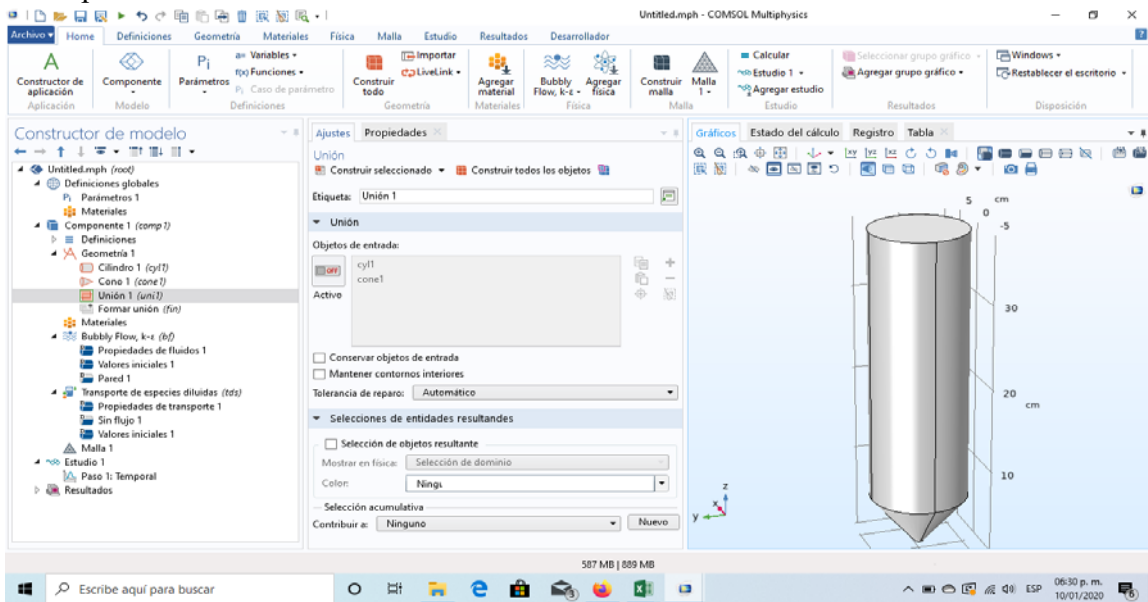 Untitled.mph - COMSOL Multiphysics
Archivo Home Definiciones Geometría Materiales Física Malla Estudio Resultados Desarrollador
Constructor de aplicación
Aplicación
Componente
Modelo
Pi Parámetros
a= Variables
f(x) Funciones
Pi Caso de parámetro
Definiciones
Construir todo
Importar
LiveLink
Geometría
Agregar material
Materiales
Bubbly Flow, k-ε
Agregar física
Física
Construir malla
Malla 1
Malla
Calcular
Estudio 1
Agregar estudio
Estudio
Seleccionar grupo gráfico
Agregar grupo gráfico
Resultados
Windows
Restablecer el escritorio
Disposición
Constructor de modelo
Untitled.mph (root)
Definiciones globales
Pi Parámetros 1
Materiales
Componente 1 (comp1)
Definiciones
Geometría 1
Cilindro 1 (cyl1)
Cono 1 (cone1)
Unión 1 (uni1)
Formar unión (fin)
Materiales
Bubbly Flow, k-ε (bf)
Propiedades de fluidos 1
Valores iniciales 1
Pared 1
Transporte de especies diluidas (tds)
Propiedades de transporte 1
Sin flujo 1
Valores iniciales 1
Malla 1
Estudio 1
Paso 1: Temporal
Resultados
Ajustes Propiedades
Unión
Construir seleccionado Construir todos los objetos
Etiqueta: Unión 1
Unión
Objetos de entrada:
OFF
Activo
cyl1
cone1
Conservar objetos de entrada
Mantener contornos interiores
Tolerancia de reparo: Automático
Selecciones de entidades resultandes
Selección de objetos resultante
Mostrar en física: Selección de dominio
Color: Ningu
Selección acumulativa
Contribuir a: Ninguno Nuevo
Gráficos Estado del cálculo Registro Tabla
xy yz xz
5 cm
0
-5
30
20
cm
10
z
x
y
587 MB | 889 MB
Escribe aquí para buscar
ESP
06:30 p. m.
10/01/2020